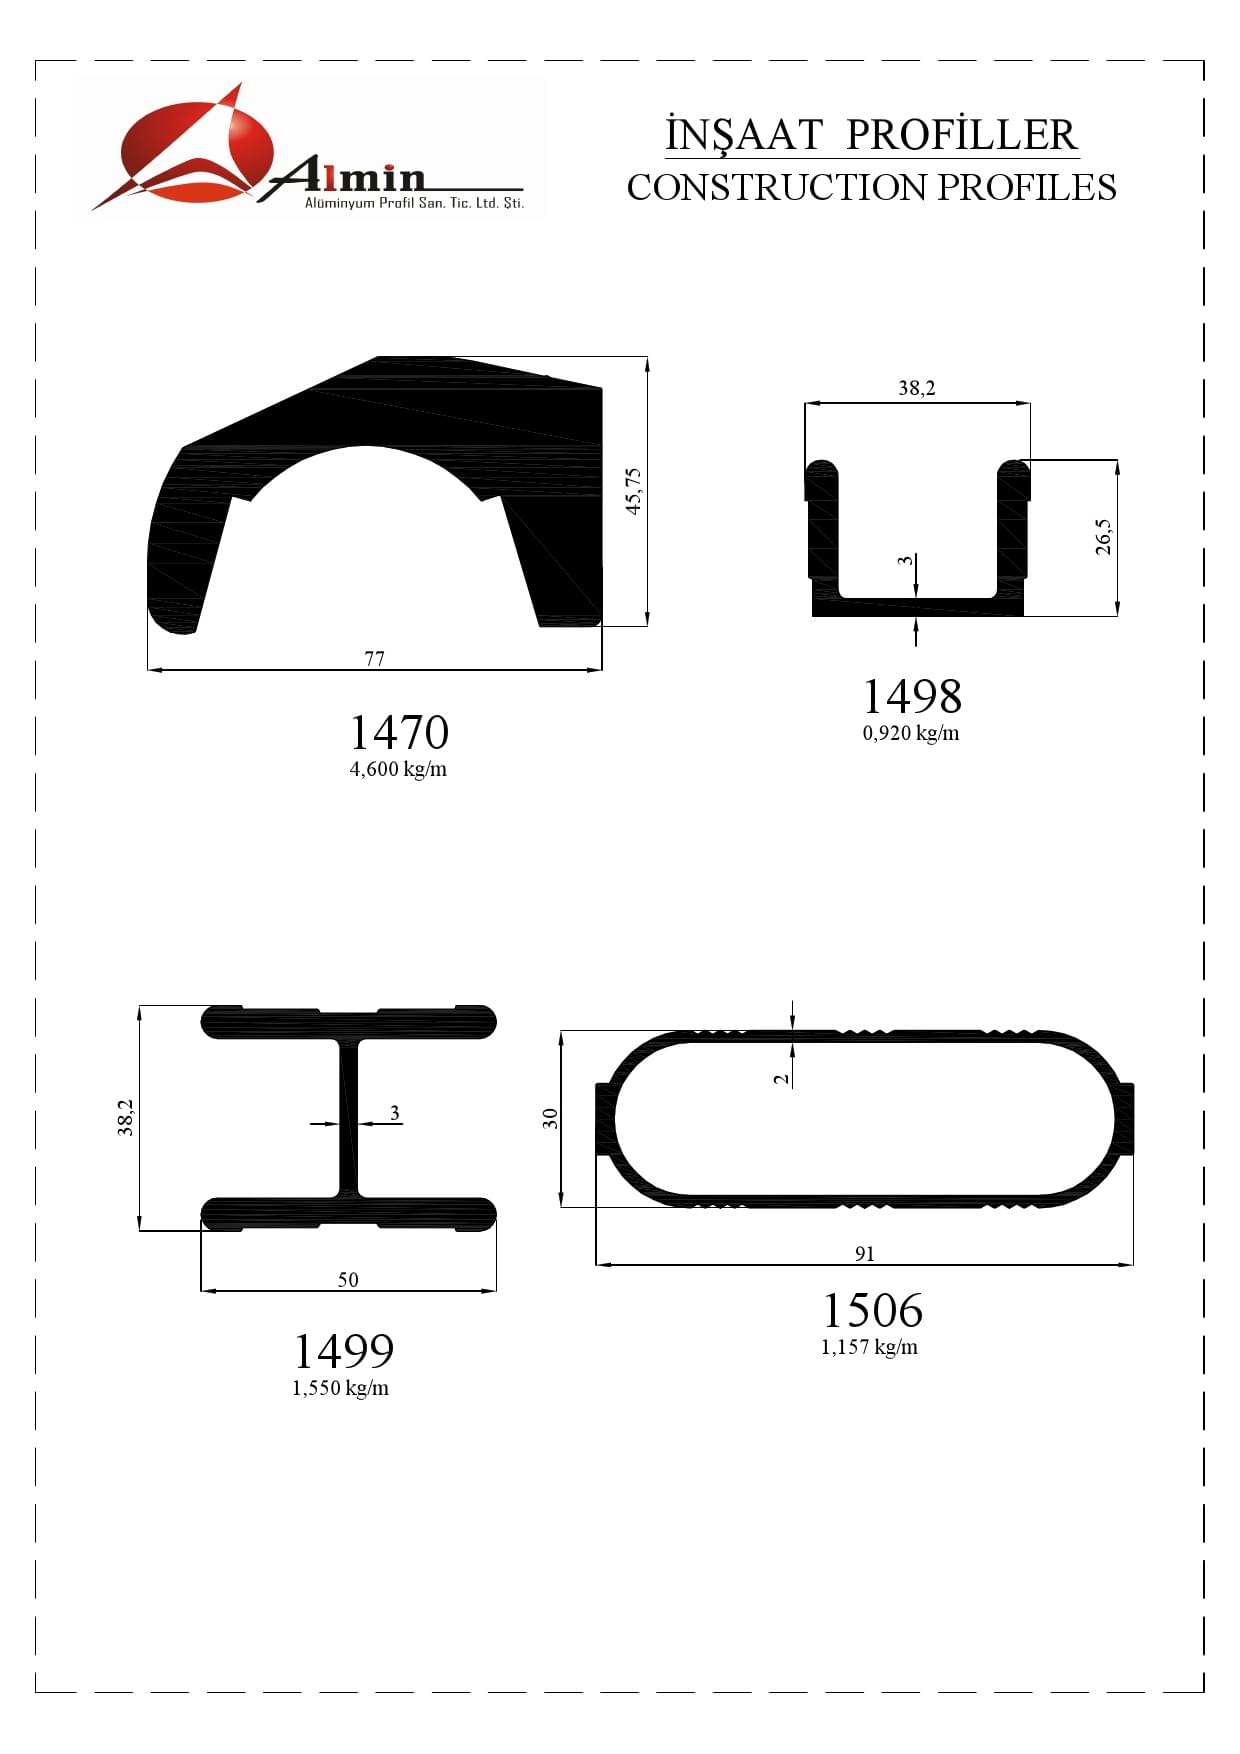 Almin
Alüminyum Profil San. Tic. Ltd. Şti.
İNŞAAT PROFİLLER
CONSTRUCTION PROFILES
45,75
77
1470
4,600 kg/m
38,2
3
26,5
1498
0,920 kg/m
38,2
3
50
1499
1,550 kg/m
30
2
91
1506
1,157 kg/m